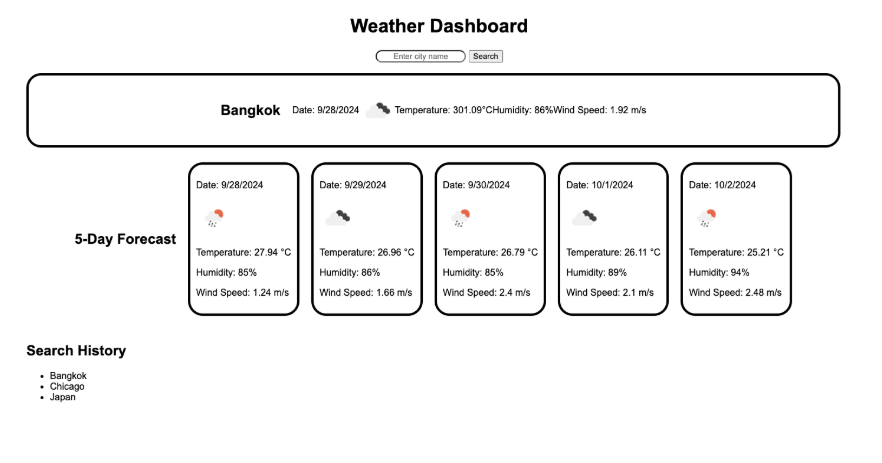 Weather Dashboard
Enter city name Search
Bangkok Date: 9/28/2024 Temperature: 301.09°CHumidity: 86%Wind Speed: 1.92 m/s
5-Day Forecast
Date: 9/28/2024
Temperature: 27.94 °C
Humidity: 85%
Wind Speed: 1.24 m/s
Date: 9/29/2024
Temperature: 26.96 °C
Humidity: 86%
Wind Speed: 1.66 m/s
Date: 9/30/2024
Temperature: 26.79 °C
Humidity: 85%
Wind Speed: 2.4 m/s
Date: 10/1/2024
Temperature: 26.11 °C
Humidity: 89%
Wind Speed: 2.1 m/s
Date: 10/2/2024
Temperature: 25.21 °C
Humidity: 94%
Wind Speed: 2.48 m/s
Search History
• Bangkok
• Chicago
• Japan